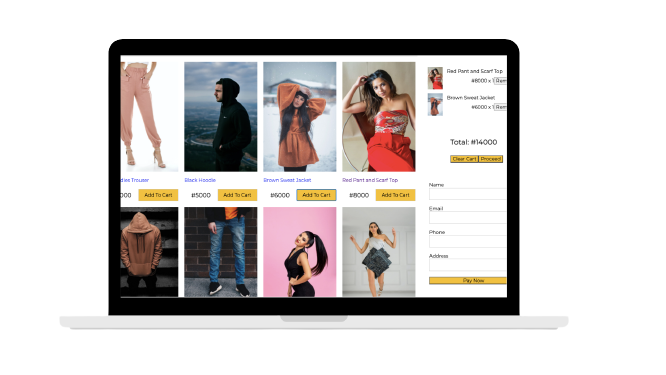 dies Trouser
Black Hoodie
Brown Sweat Jacket
Red Pant and Scarf Top
000
Add To Cart
#5000
Add To Cart
#6000
Add To Cart
#8000
Add To Cart
Red Pant and Scarf Top
#8000 x 1 Rem
Brown Sweat Jacket
#6000 x 1 Rem
Total: #14000
Clear Cart Proceed
Name
Email
Phone
Address
Pay Now